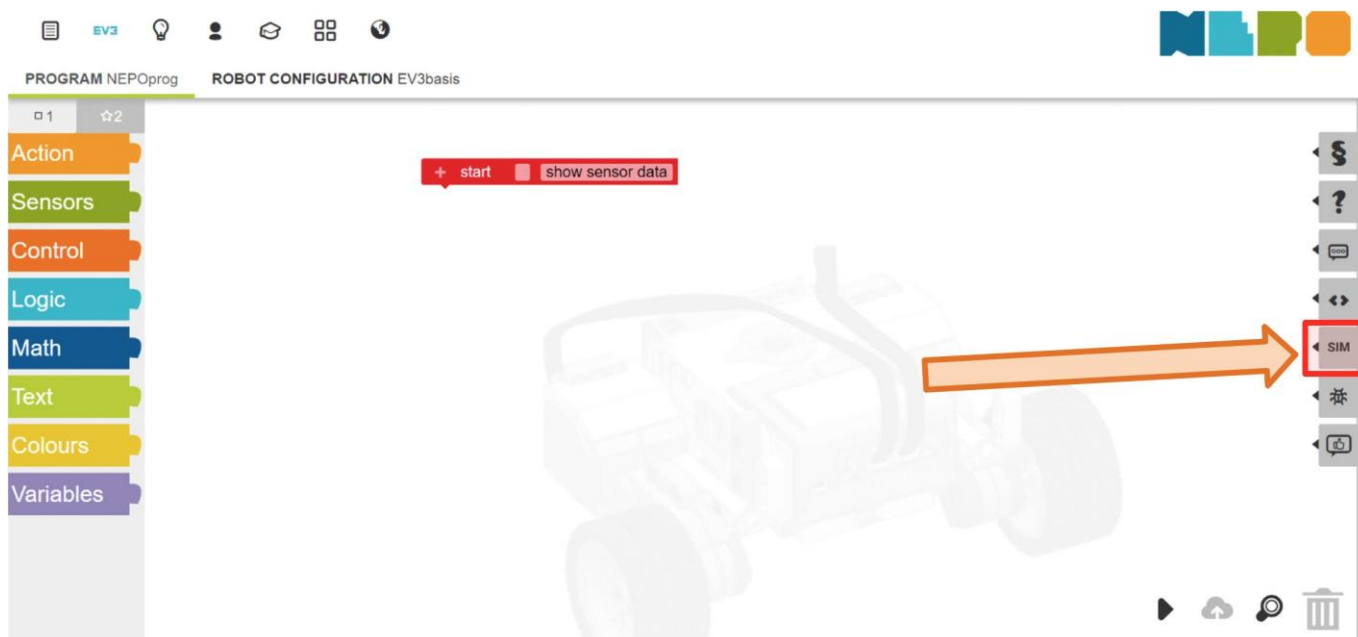 EV3
NEPO
PROGRAM NEPOprog ROBOT CONFIGURATION EV3basis
1 2
Action
Sensors
Control
Logic
Math
Text
Colours
Variables
+ start show sensor data
§
?
SIM